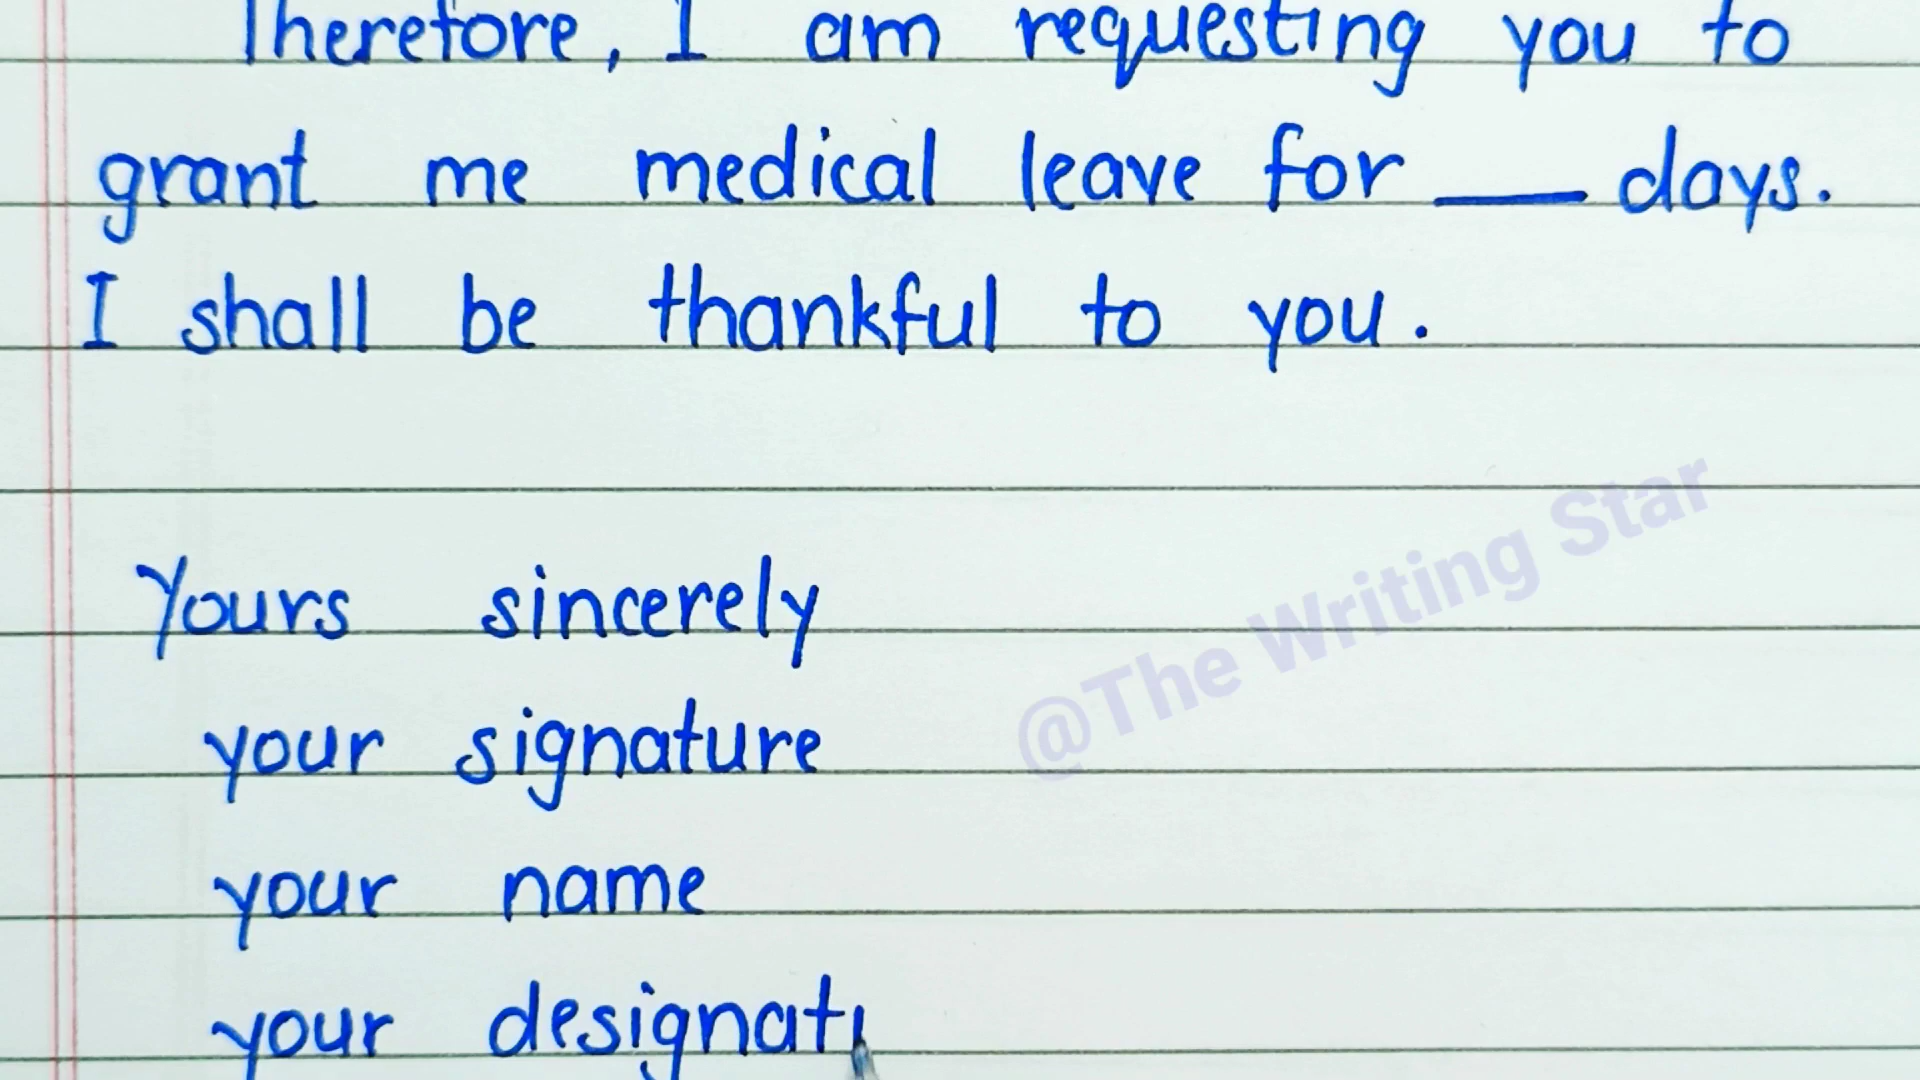 Therefore, I am requesting you to
grant me medical leave for ___ days.
I shall be thankful to you.
Yours sincerely
@The Writing Star
your signature
your name
your designati